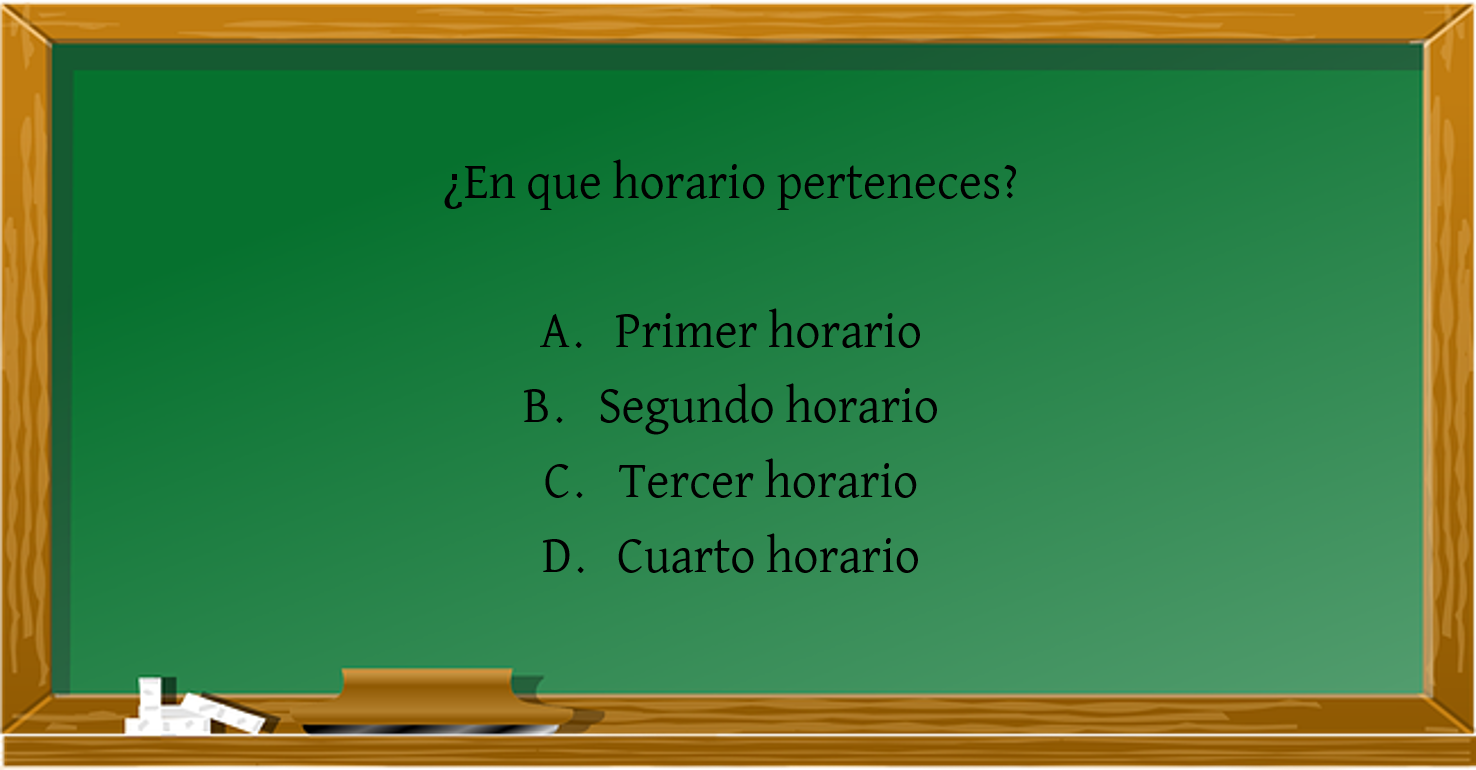 ¿En que horario perteneces?
A. Primer horario
B. Segundo horario
C. Tercer horario
D. Cuarto horario